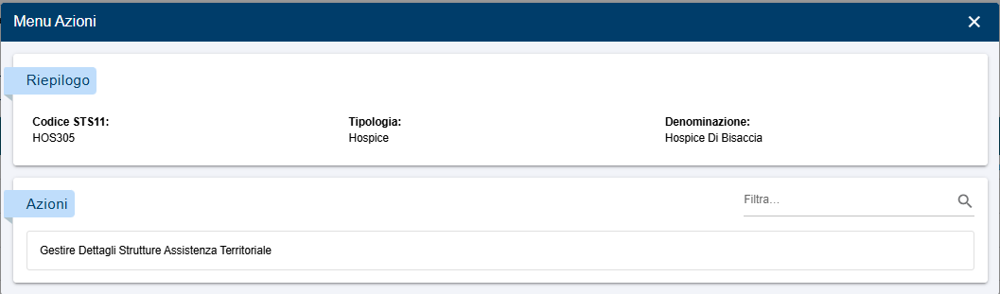 Menu Azioni
Riepilogo
Codice STS11: Tipologia: Denominazione:
HOS305 Hospice Hospice Di Bisaccia
Azioni
Filtra...
Gestire Dettagli Strutture Assistenza Territoriale